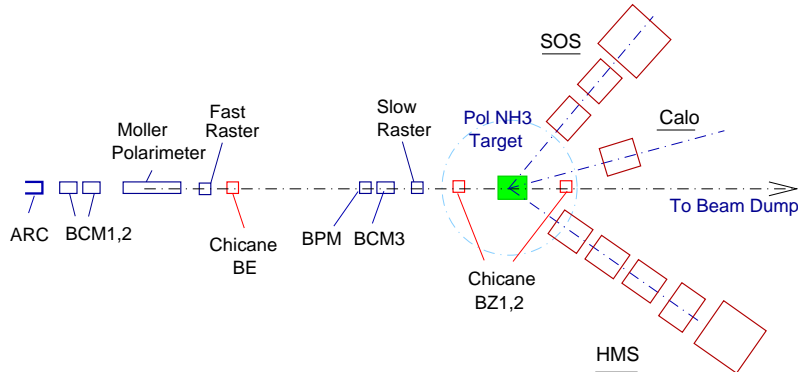 SOS
Fast
Raster
Slow
Raster
Pol NH3
Target
Calo
Moller
Polarimeter
ARC
BCM1,2
Chicane
BE
BPM
BCM3
Chicane
BZ1,2
To Beam Dump
HMS